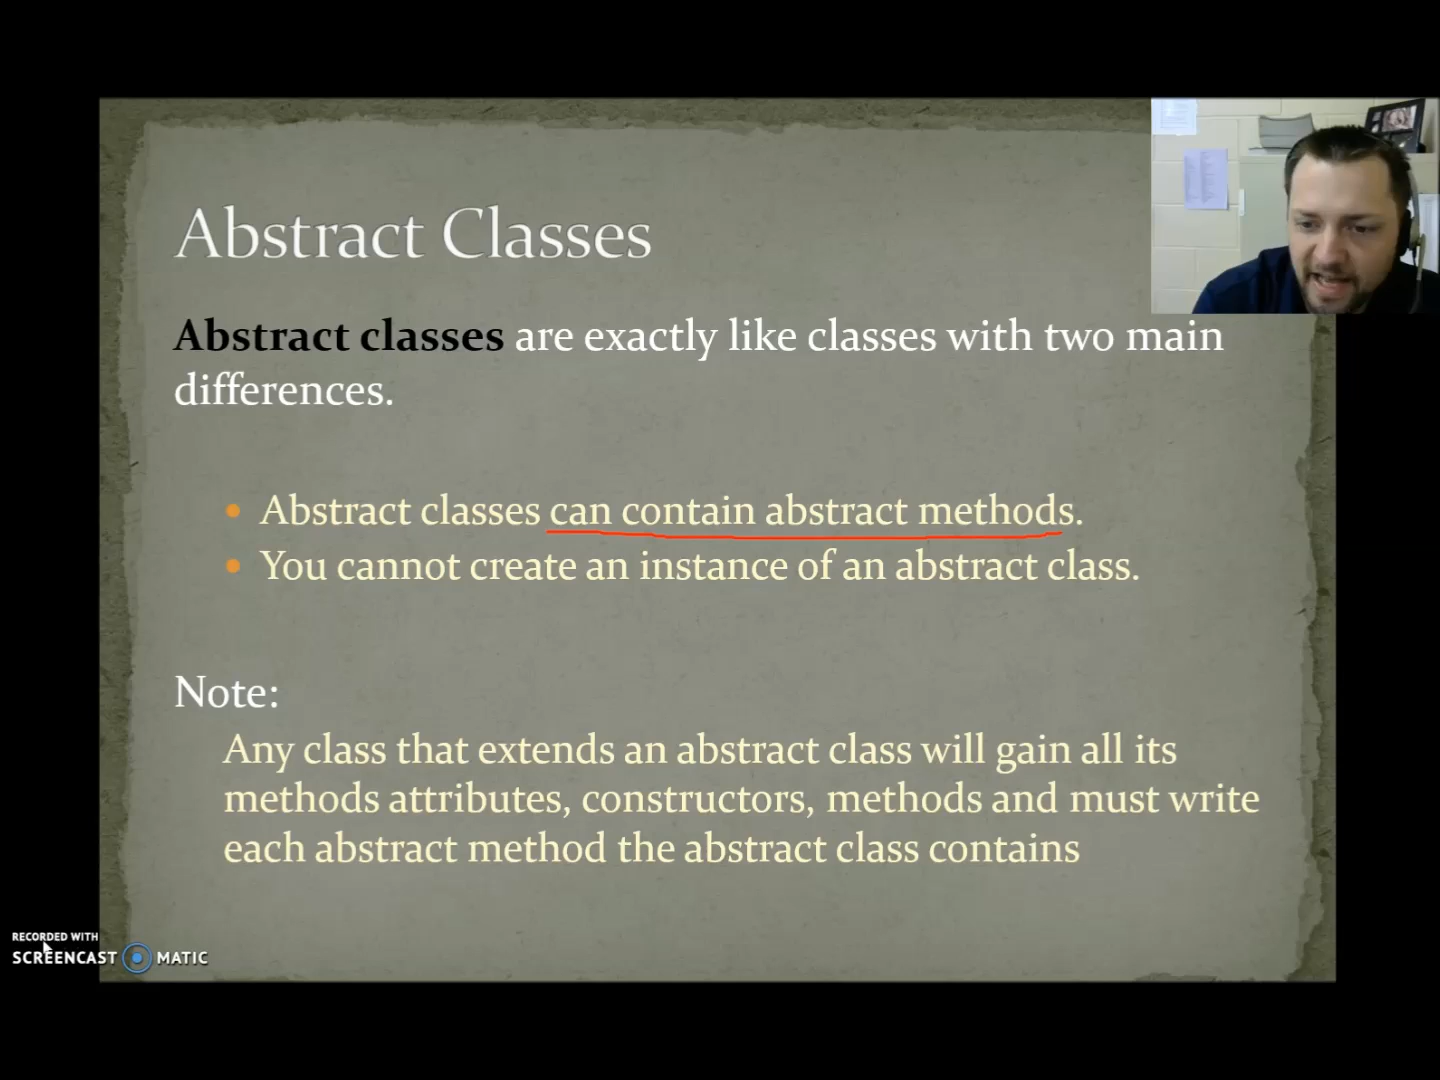 Abstract Classes
Abstract classes are exactly like classes with two main
differences.
• Abstract classes can contain abstract methods.
• You cannot create an instance of an abstract class.
Note:
Any class that extends an abstract class will gain all its
methods attributes, constructors, methods and must write
each abstract method the abstract class contains
RECORDED WITH
SCREENCAST MATIC